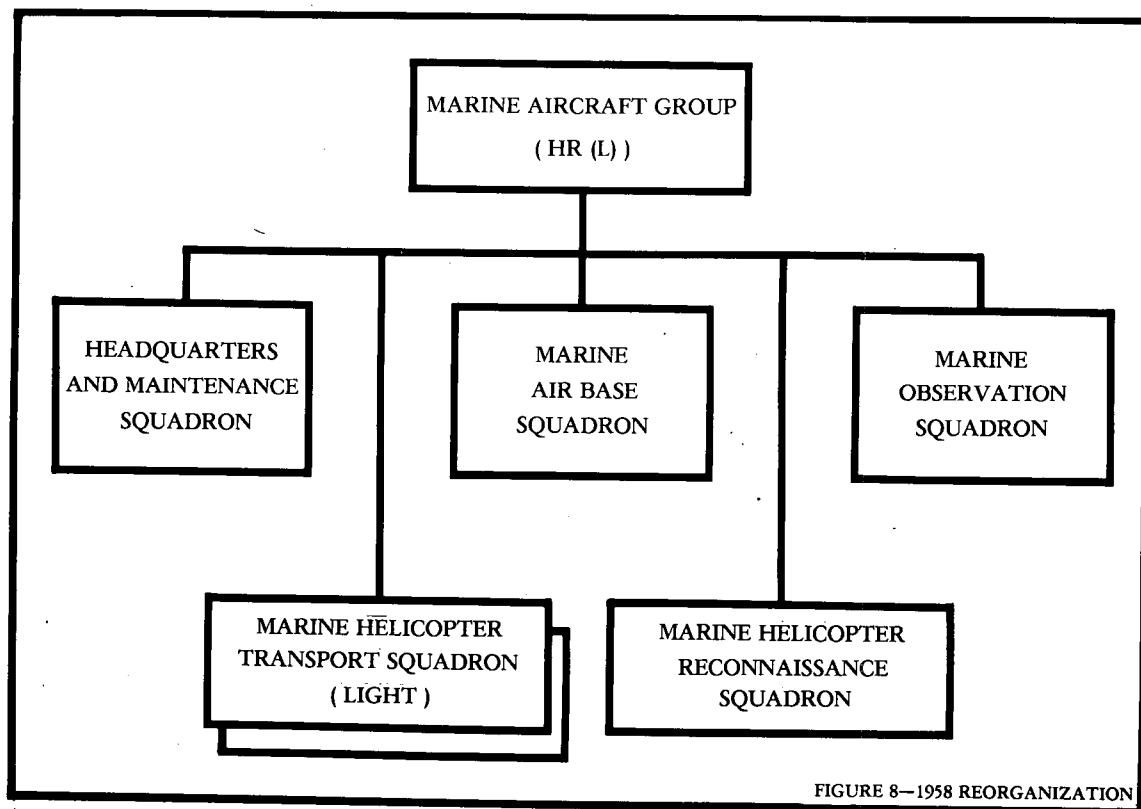 MARINE AIRCRAFT GROUP
( HR (L) )
HEADQUARTERS
AND MAINTENANCE
SQUADRON
MARINE
AIR BASE
SQUADRON
MARINE
OBSERVATION
SQUADRON
MARINE HELICOPTER
TRANSPORT SQUADRON
( LIGHT )
MARINE HELICOPTER
RECONNAISSANCE
SQUADRON
FIGURE 8—1958 REORGANIZATION